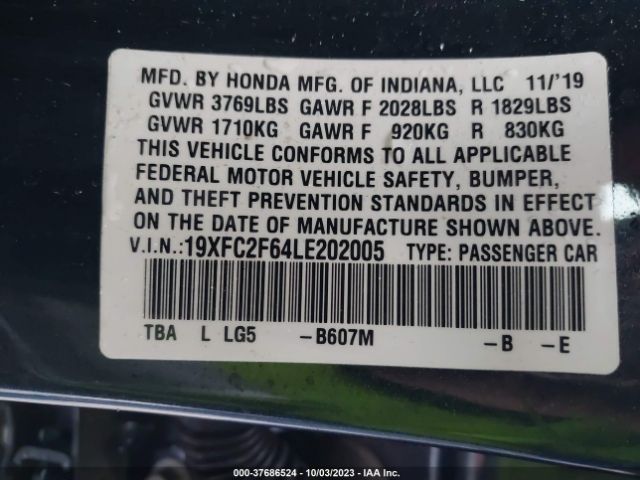 MFD. BY HONDA MFG. OF INDIANA, LLC 11/'19
GVWR 3769LBS GAWR F 2028LBS R 1829LBS
GVWR 1710KG GAWR F 920KG R 830KG
THIS VEHICLE CONFORMS TO ALL APPLICABLE
FEDERAL MOTOR VEHICLE SAFETY, BUMPER,
AND THEFT PREVENTION STANDARDS IN EFFECT
ON THE DATE OF MANUFACTURE SHOWN ABOVE.
V.I.N.:19XFC2F64LE202005 TYPE: PASSENGER CAR
TBA L LG5 –B607M –B –E
000-37686524 | 10/03/2023 | IAA Inc.